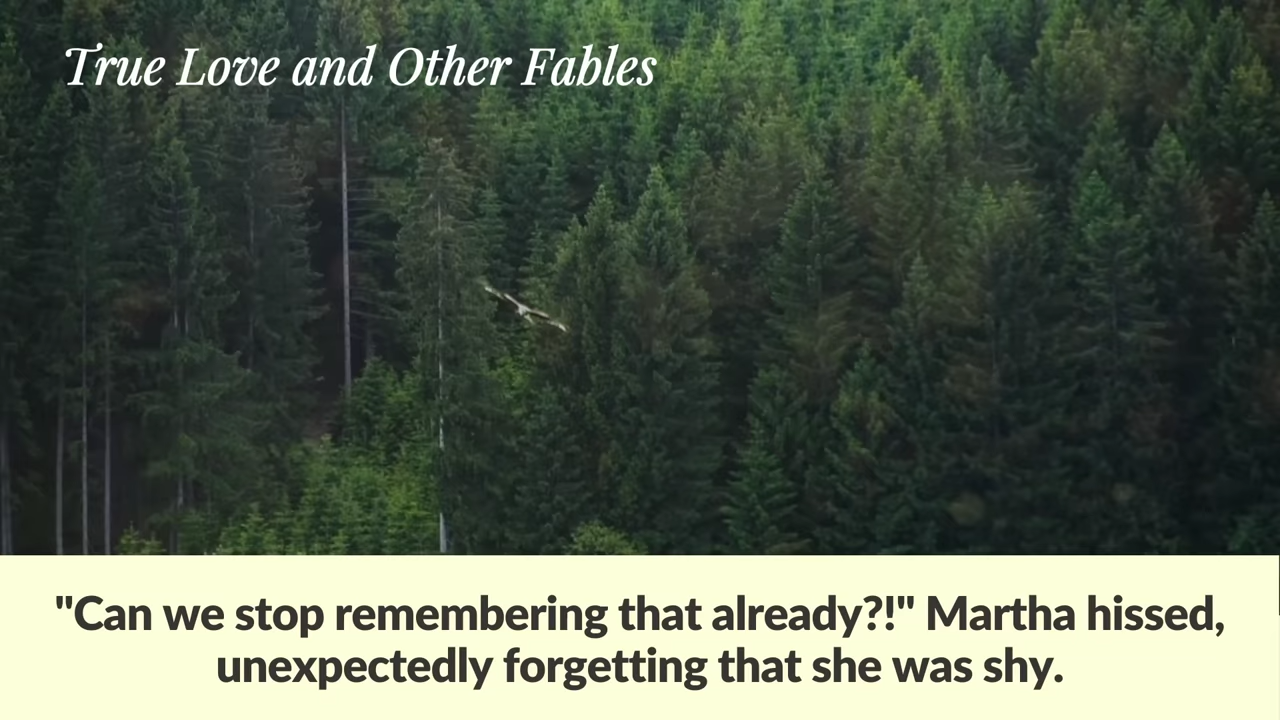 True Love and Other Fables
"Can we stop remembering that already?!" Martha hissed,
unexpectedly forgetting that she was shy.